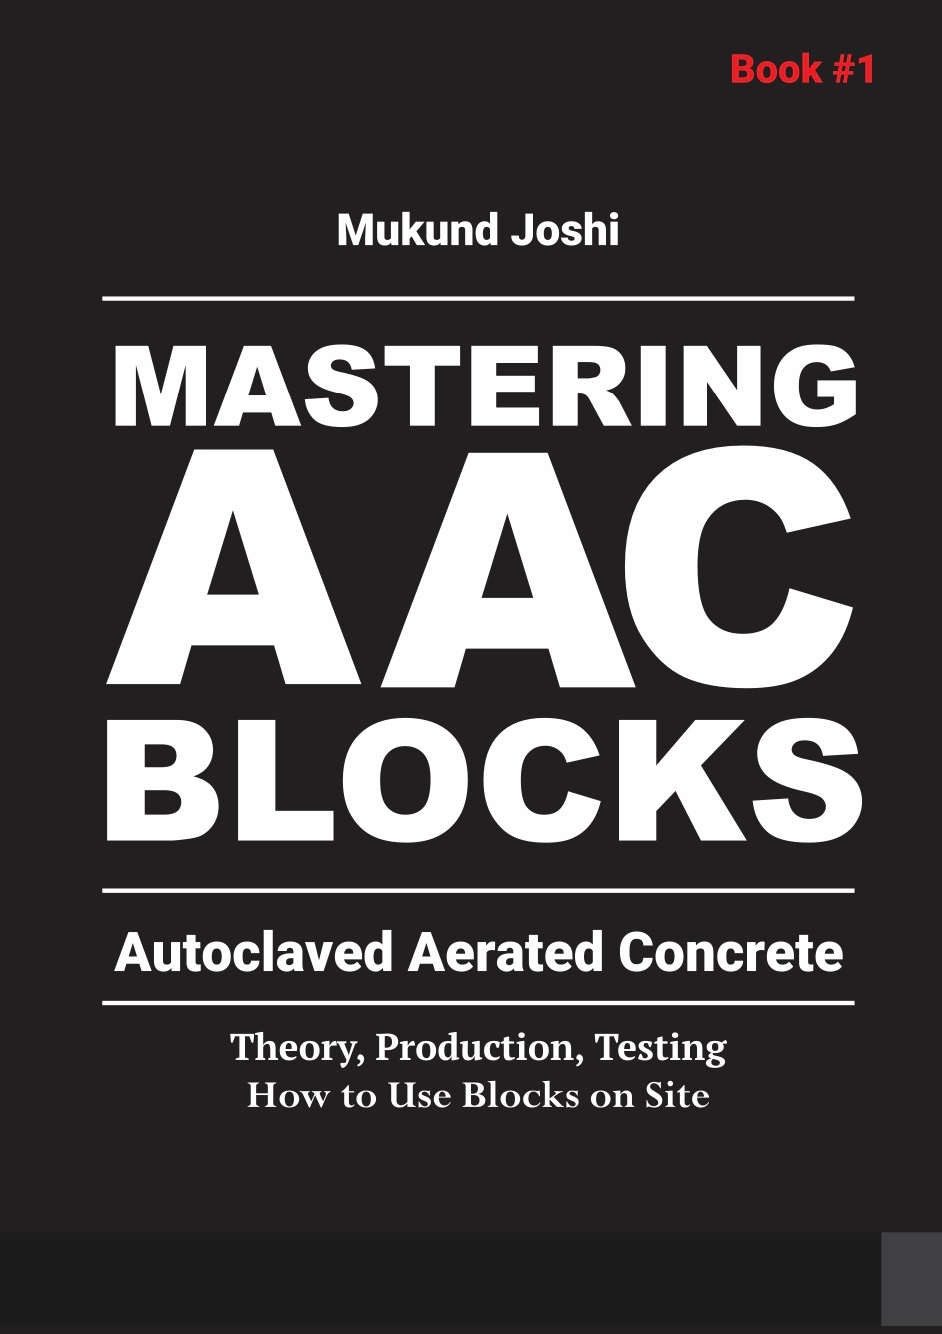 Book #1
Mukund Joshi
MASTERING
AAC
BLOCKS
Autoclaved Aerated Concrete
Theory, Production, Testing
How to Use Blocks on Site